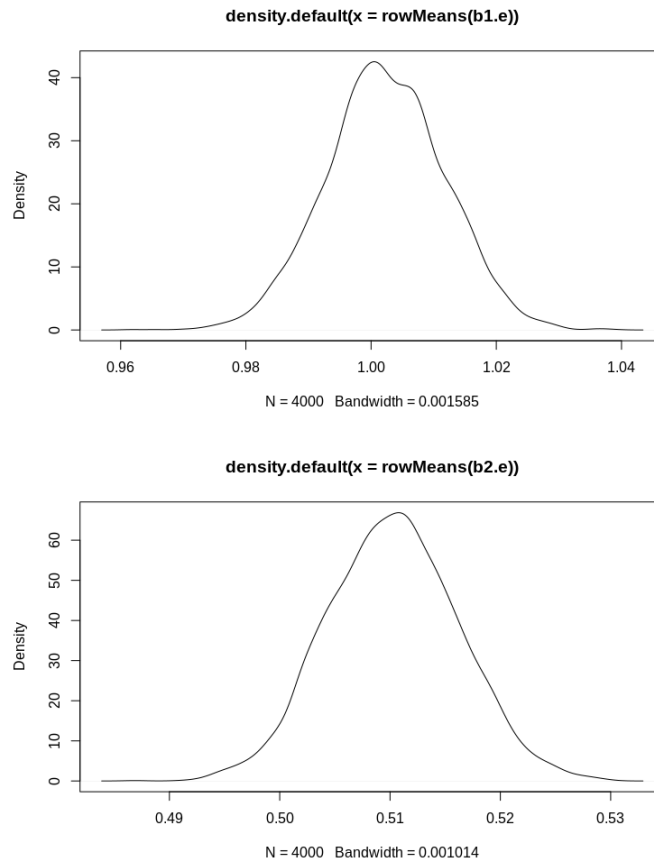 density.default(x = rowMeans(b1.e))
40
30
20
10
0
Density
0.96 0.98 1.00 1.02 1.04
N = 4000 Bandwidth = 0.001585
density.default(x = rowMeans(b2.e))
60
50
40
30
20
10
0
Density
0.49 0.50 0.51 0.52 0.53
N = 4000 Bandwidth = 0.001014